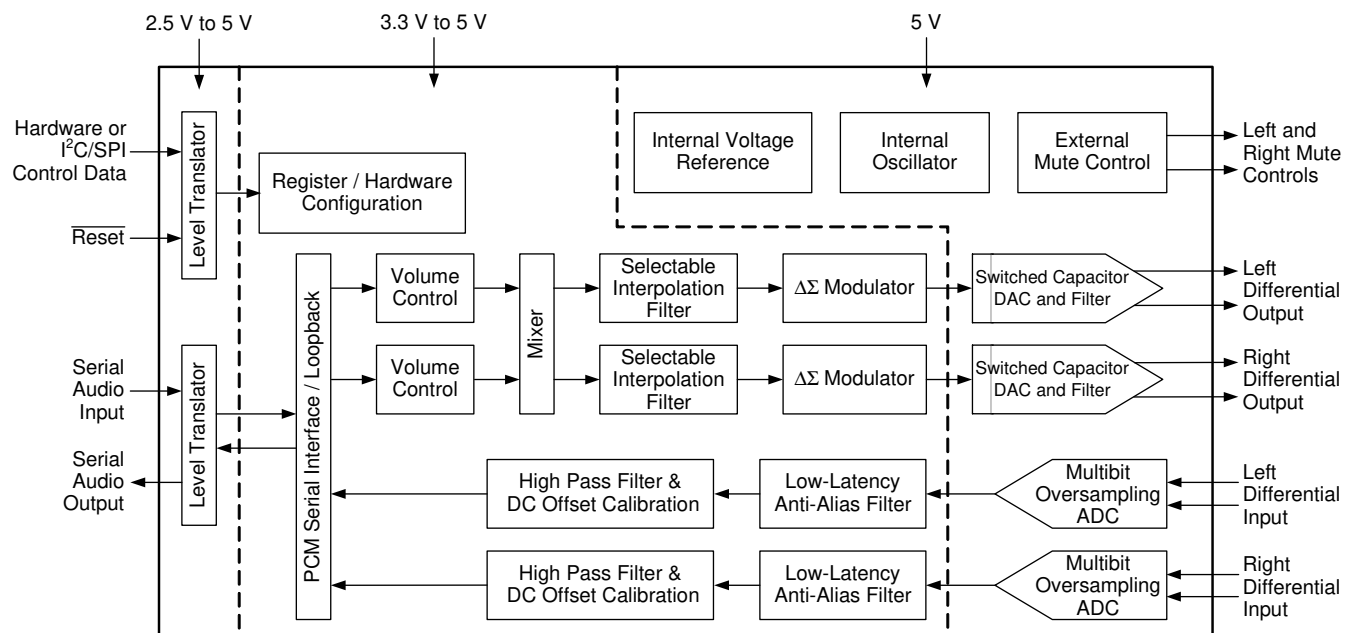 2.5 V to 5 V
3.3 V to 5 V
5 V
Hardware or
I²C/SPI
Control Data
Reset
Level Translator
Register / Hardware
Configuration
Internal Voltage
Reference
Internal
Oscillator
External
Mute Control
Left and
Right Mute
Controls
Serial
Audio
Input
Serial
Audio
Output
Level Translator
PCM Serial Interface / Loopback
Volume
Control
Volume
Control
Mixer
Selectable
Interpolation
Filter
Selectable
Interpolation
Filter
ΔΣ Modulator
ΔΣ Modulator
Switched Capacitor
DAC and Filter
Switched Capacitor
DAC and Filter
Left
Differential
Output
Right
Differential
Output
High Pass Filter &
DC Offset Calibration
Low-Latency
Anti-Alias Filter
Multibit
Oversampling
ADC
Left
Differential
Input
High Pass Filter &
DC Offset Calibration
Low-Latency
Anti-Alias Filter
Multibit
Oversampling
ADC
Right
Differential
Input